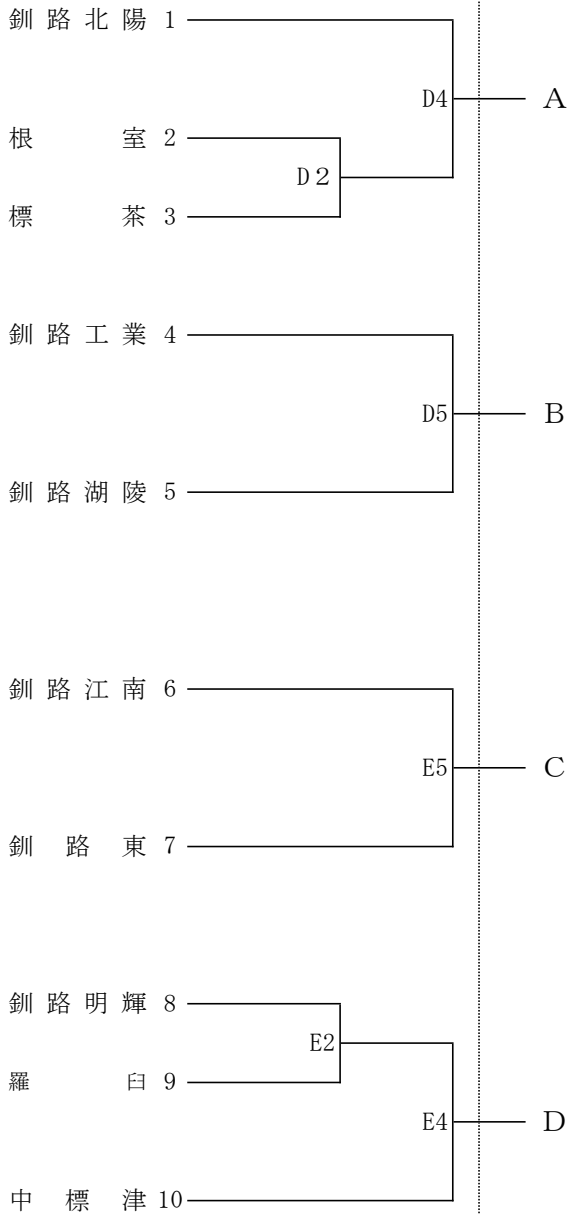 釧路北陽 1
D4 A
根室 2
D２
標茶 3
釧路工業 4
D5 B
釧路湖陵 5
釧路江南 6
E5 C
釧路東 7
釧路明輝 8
E2
羅臼 9
E4 D
中標津 10